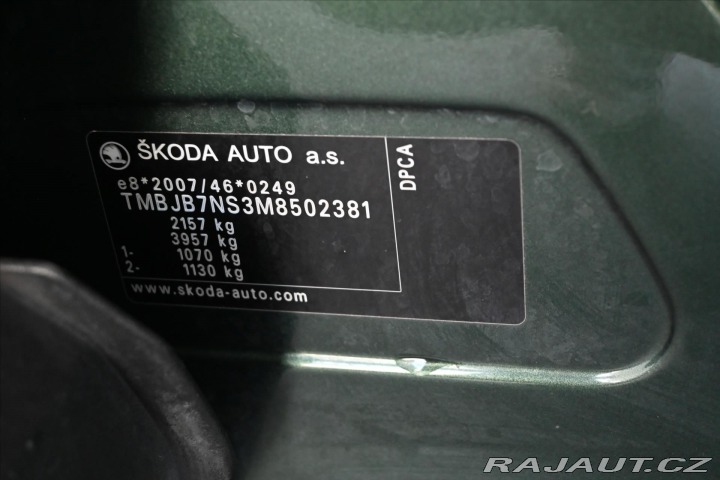 ŠKODA AUTO a.s.
DPCA
e8*2007/46*0249
TMBJB7NS3M8502381
2157 kg
3957 kg
1- 1070 kg
2- 1130 kg
www.skoda-auto.com
RAJAUT.CZ